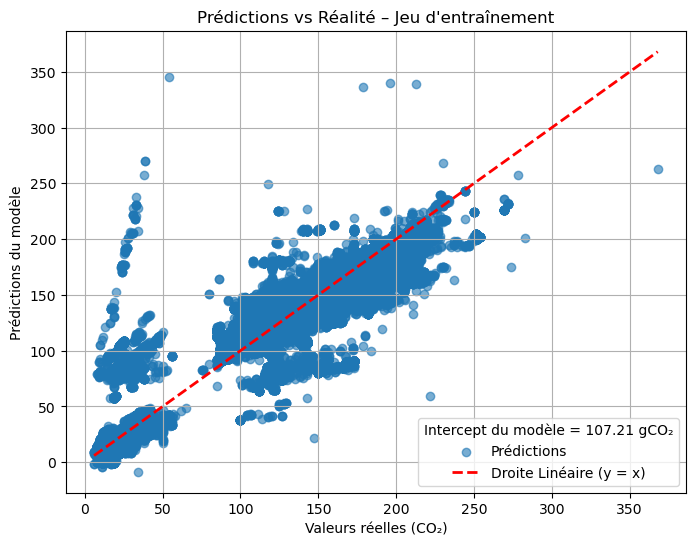 Prédictions vs Réalité – Jeu d'entraînement
Prédictions du modèle
350
300
250
200
150
100
50
0
0 50 100 150 200 250 300 350
Valeurs réelles (CO₂)
Intercept du modèle = 107.21 gCO₂
Prédictions
Droite Linéaire (y = x)